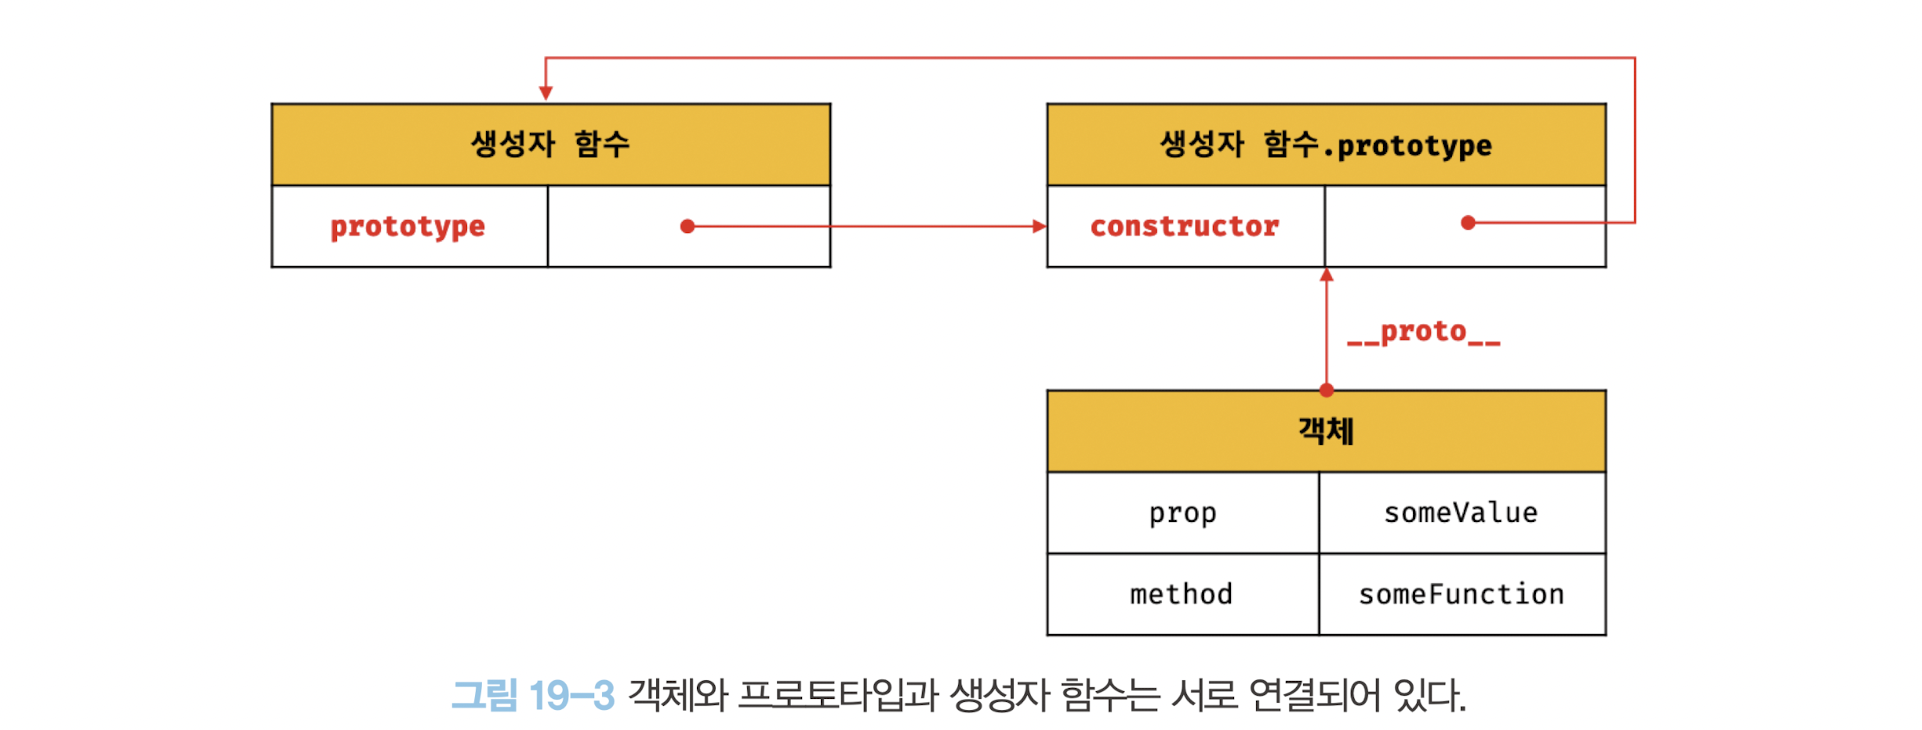 생성자 함수
생성자 함수.prototype
prototype
constructor
__proto__
객체
prop
someValue
method
someFunction
그림 19-3 객체와 프로토타입과 생성자 함수는 서로 연결되어 있다.